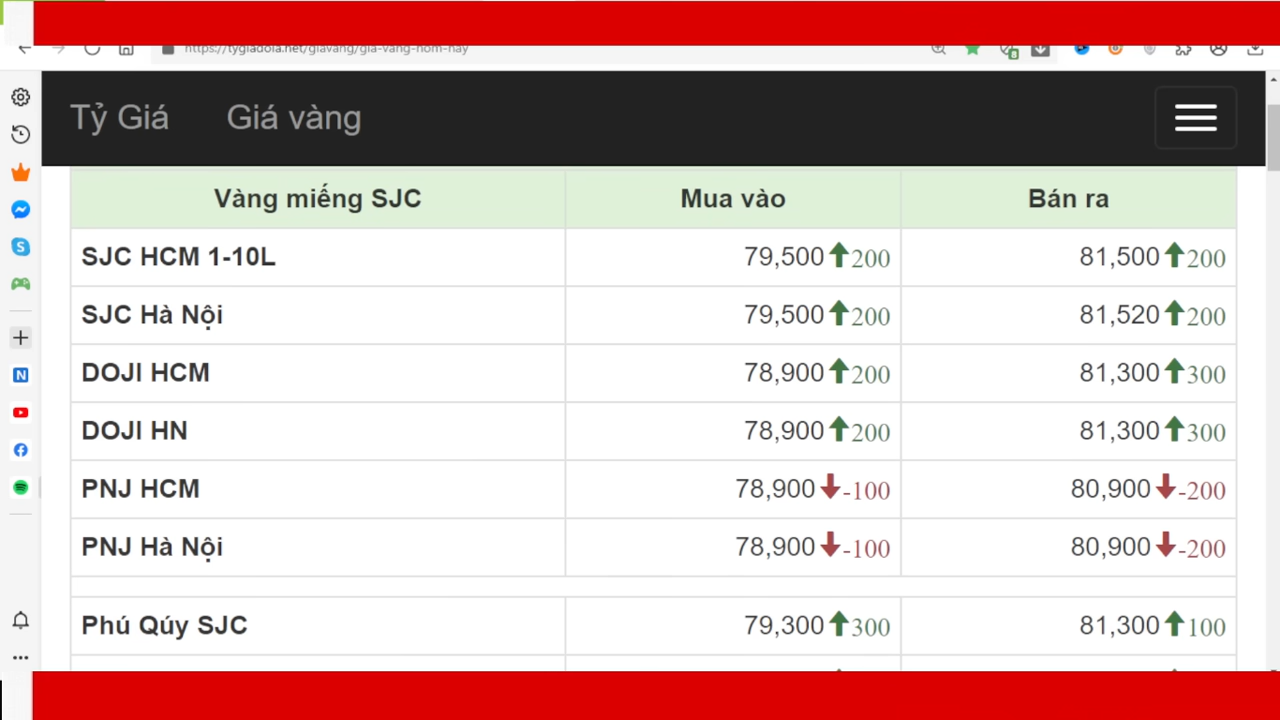 https://tygiadola.net/giavang/gia-vang-hom-nay
Tỷ Giá Giá vàng
Vàng miếng SJC Mua vào Bán ra
SJC HCM 1-10L 79,500 200 81,500 200
SJC Hà Nội 79,500 200 81,520 200
DOJI HCM 78,900 200 81,300 300
DOJI HN 78,900 200 81,300 300
PNJ HCM 78,900 -100 80,900 -200
PNJ Hà Nội 78,900 -100 80,900 -200
Phú Qúy SJC 79,300 300 81,300 100